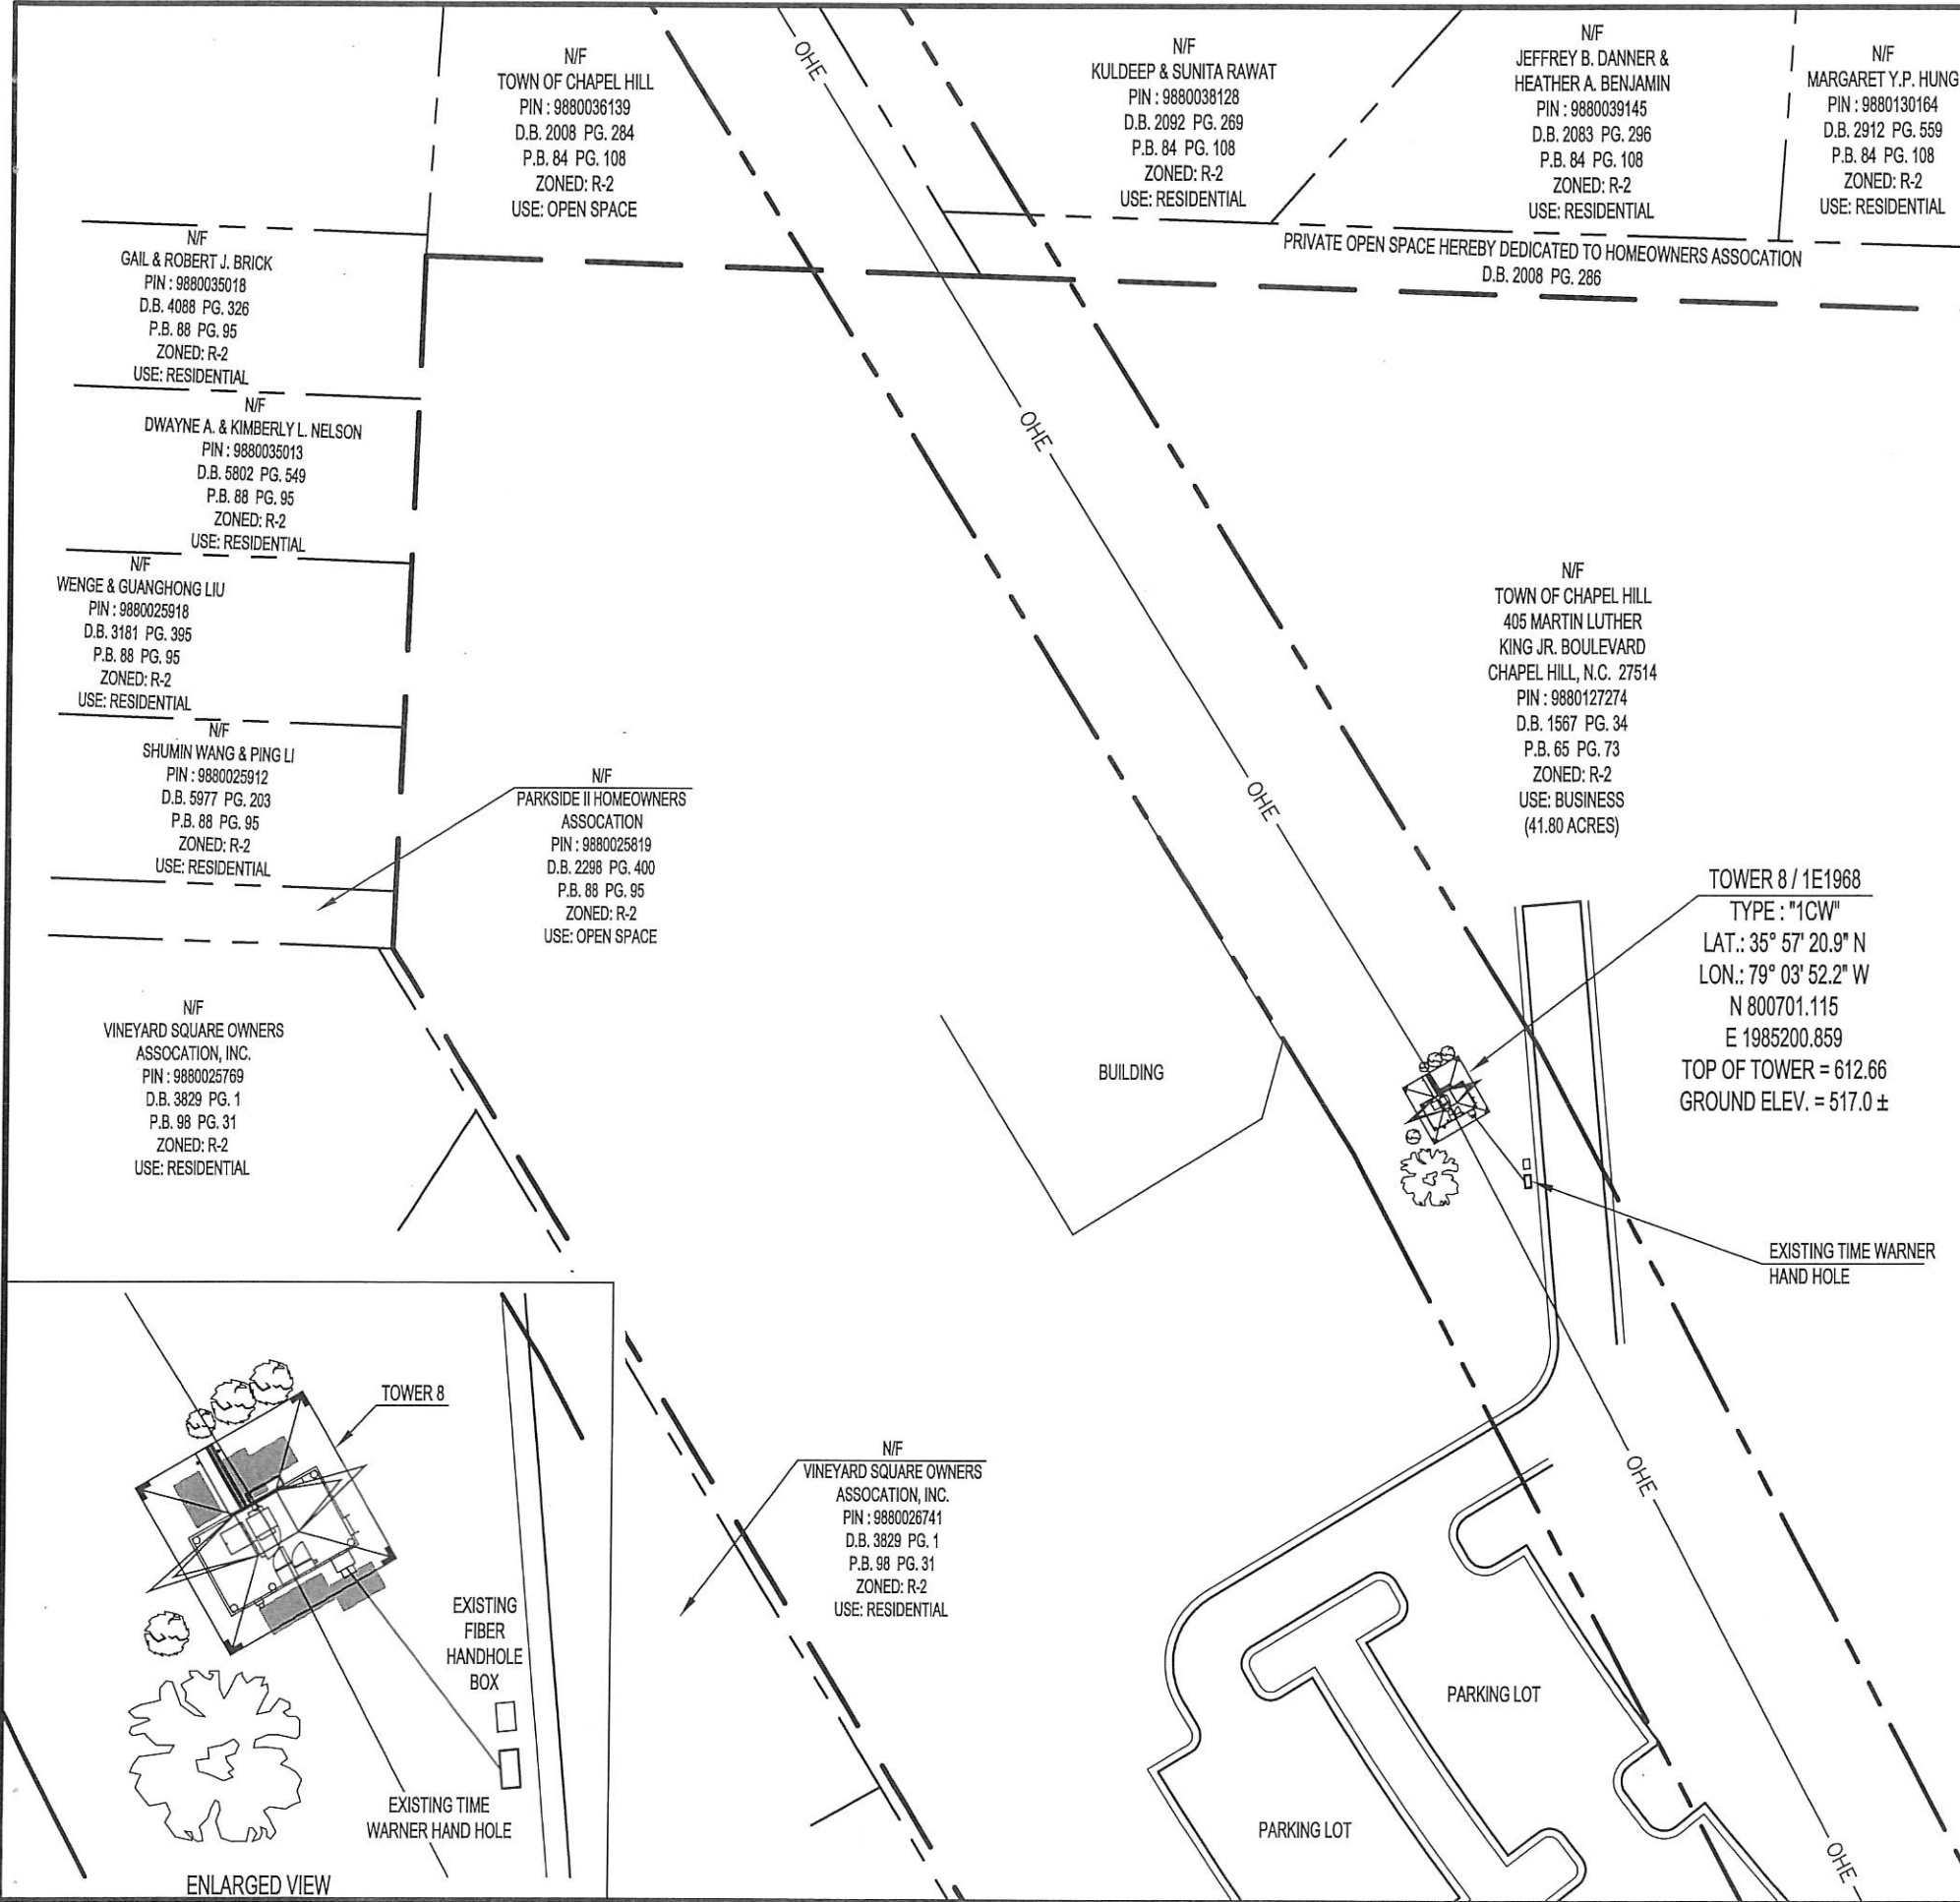 N/F
TOWN OF CHAPEL HILL
PIN : 9880036139
D.B. 2008 PG. 284
P.B. 84 PG. 108
ZONED: R-2
USE: OPEN SPACE
OHE
N/F
KULDEEP & SUNITA RAWAT
PIN : 9880038128
D.B. 2092 PG. 269
P.B. 84 PG. 108
ZONED: R-2
USE: RESIDENTIAL
N/F
JEFFREY B. DANNER &
HEATHER A. BENJAMIN
PIN : 9880039145
D.B. 2083 PG. 296
P.B. 84 PG. 108
ZONED: R-2
USE: RESIDENTIAL
N/F
MARGARET Y.P. HUNG
PIN : 9880130164
D.B. 2912 PG. 559
P.B. 84 PG. 108
ZONED: R-2
USE: RESIDENTIAL
PRIVATE OPEN SPACE HEREBY DEDICATED TO HOMEOWNERS ASSOCATION
D.B. 2008 PG. 286
N/F
GAIL & ROBERT J. BRICK
PIN : 9880035018
D.B. 4088 PG. 326
P.B. 88 PG. 95
ZONED: R-2
USE: RESIDENTIAL
N/F
DWAYNE A. & KIMBERLY L. NELSON
PIN : 9880035013
D.B. 5802 PG. 549
P.B. 88 PG. 95
ZONED: R-2
USE: RESIDENTIAL
OHE
N/F
WENGE & GUANGHONG LIU
PIN : 9880025918
D.B. 3181 PG. 395
P.B. 88 PG. 95
ZONED: R-2
USE: RESIDENTIAL
N/F
SHUMIN WANG & PING LI
PIN : 9880025912
D.B. 5977 PG. 203
P.B. 88 PG. 95
ZONED: R-2
USE: RESIDENTIAL
N/F
PARKSIDE II HOMEOWNERS
ASSOCATION
PIN : 9880025819
D.B. 2298 PG. 400
P.B. 88 PG. 95
ZONED: R-2
USE: OPEN SPACE
OHE
N/F
TOWN OF CHAPEL HILL
405 MARTIN LUTHER
KING JR. BOULEVARD
CHAPEL HILL, N.C. 27514
PIN : 9880127274
D.B. 1567 PG. 34
P.B. 65 PG. 73
ZONED: R-2
USE: BUSINESS
(41.80 ACRES)
TOWER 8 / 1E1968
TYPE : "1CW"
LAT.: 35° 57' 20.9" N
LON.: 79° 03' 52.2" W
N 800701.115
E 1985200.859
TOP OF TOWER = 612.66
GROUND ELEV. = 517.0 ±
N/F
VINEYARD SQUARE OWNERS
ASSOCATION, INC.
PIN : 9880025769
D.B. 3829 PG. 1
P.B. 98 PG. 31
ZONED: R-2
USE: RESIDENTIAL
BUILDING
EXISTING TIME WARNER
HAND HOLE
TOWER 8
EXISTING
FIBER
HANDHOLE
BOX
EXISTING TIME
WARNER HAND HOLE
ENLARGED VIEW
N/F
VINEYARD SQUARE OWNERS
ASSOCATION, INC.
PIN : 9880026741
D.B. 3829 PG. 1
P.B. 98 PG. 31
ZONED: R-2
USE: RESIDENTIAL
OHE
PARKING LOT
PARKING LOT
OHE